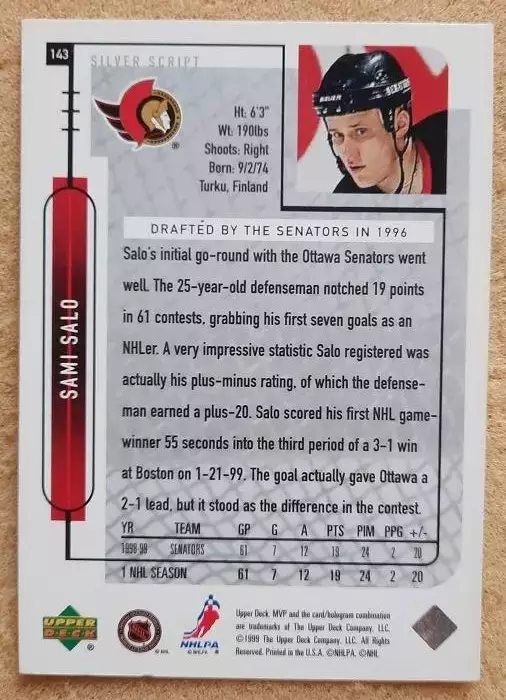 143
SILVER SCRIPT
SENATORS
BAUER
Ht: 6'3"
Wt: 190lbs
Shoots: Right
Born: 9/2/74
Turku, Finland
SAMI SALO
DRAFTED BY THE SENATORS IN 1996
Salo's initial go-round with the Ottawa Senators went
well. The 25-year-old defenseman notched 19 points
in 61 contests, grabbing his first seven goals as an
NHLer. A very impressive statistic Salo registered was
actually his plus-minus rating, of which the defense-
man earned a plus-20. Salo scored his first NHL game-
winner 55 seconds into the third period of a 3-1 win
at Boston on 1-21-99. The goal actually gave Ottawa a
2-1 lead, but it stood as the difference in the contest.
YR TEAM GP G A PTS PIM PPG +/-
1998-99 SENATORS 61 7 12 19 24 2 20
1 NHL SEASON 61 7 12 19 24 2 20
UPPER DECK ®
NHL
© NHL
NHLPA
© NHLPA ®
Upper Deck, MVP and the card/hologram combination
are trademarks of The Upper Deck Company, LLC.
©1999 The Upper Deck Company, LLC. All Rights
Reserved. Printed in the U.S.A. ©NHLPA. ©NHL.